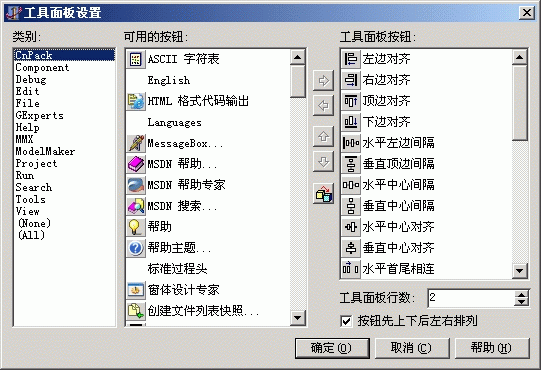 工具面板设置
类别:
CnPack
Component
Debug
Edit
File
GExperts
Help
MMX
ModelMaker
Project
Run
Search
Tools
View
(None)
(All)
可用的按钮:
ASCII 字符表
English
HTML 格式代码输出
Languages
MessageBox...
MSDN 帮助...
MSDN 帮助专家
MSDN 搜索...
帮助
帮助主题...
标准过程头
窗体设计专家
创建文件列表快照...
工具面板按钮:
左边对齐
右边对齐
顶边对齐
下边对齐
水平左边间隔
垂直顶边间隔
水平中心间隔
垂直中心间隔
水平中心对齐
垂直中心对齐
水平首尾相连
工具面板行数: 2
按钮先上下后左右排列
确定(O) 取消(C) 帮助(H)